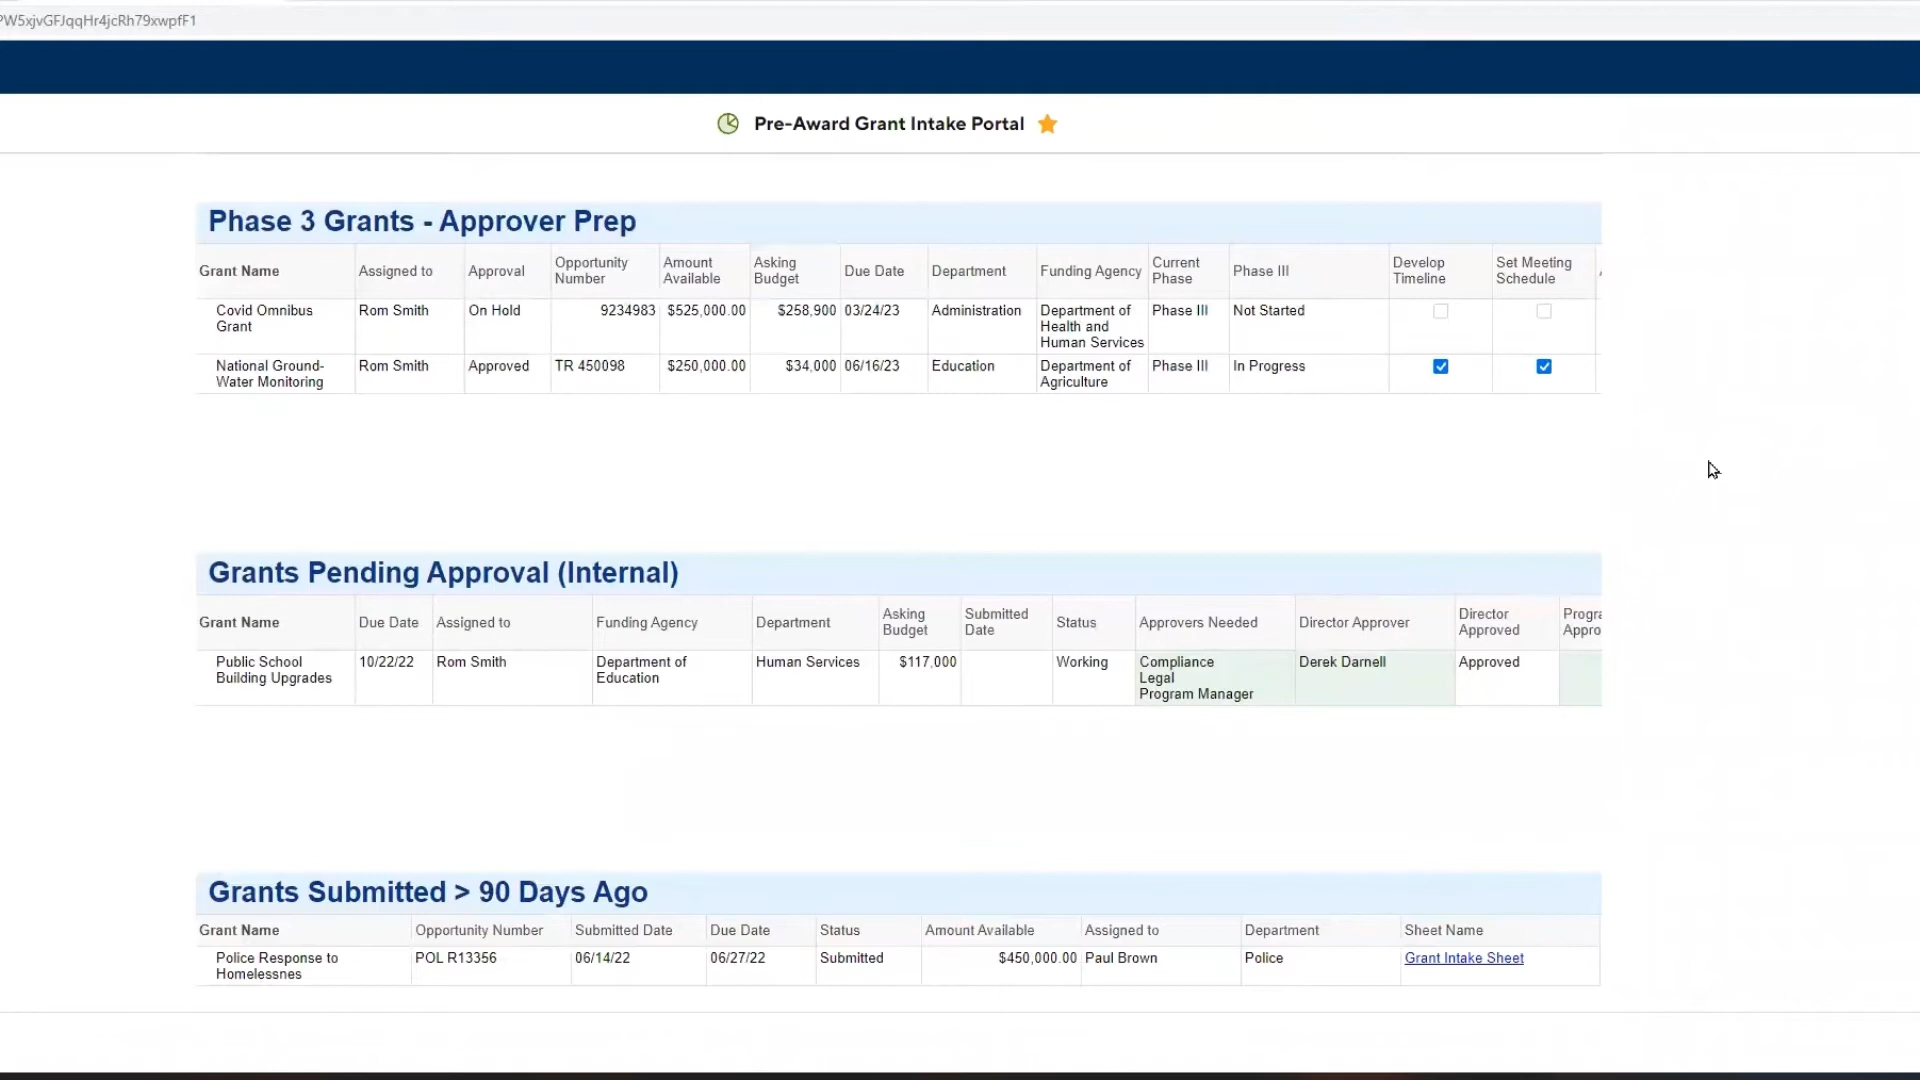 PW5xjvGFJqqHr4jcRh79xwpfF1
Pre-Award Grant Intake Portal
Phase 3 Grants - Approver Prep
Grant Name Assigned to Approval Opportunity Number Amount Available Asking Budget Due Date Department Funding Agency Current Phase Phase III Develop Timeline Set Meeting Schedule
Covid Omnibus Grant Rom Smith On Hold 9234983 $525,000.00 $258,900 03/24/23 Administration Department of Health and Human Services Phase III Not Started
National Ground-Water Monitoring Rom Smith Approved TR 450098 $250,000.00 $34,000 06/16/23 Education Department of Agriculture Phase III In Progress
Grants Pending Approval (Internal)
Grant Name Due Date Assigned to Funding Agency Department Asking Budget Submitted Date Status Approvers Needed Director Approver Director Approved Progra Appro
Public School Building Upgrades 10/22/22 Rom Smith Department of Education Human Services $117,000 Working Compliance Legal Program Manager Derek Darnell Approved
Grants Submitted > 90 Days Ago
Grant Name Opportunity Number Submitted Date Due Date Status Amount Available Assigned to Department Sheet Name
Police Response to Homelessnes POL R13356 06/14/22 06/27/22 Submitted $450,000.00 Paul Brown Police Grant Intake Sheet